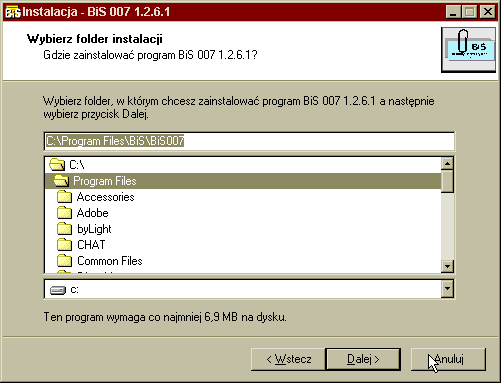 Instalacja - BiS 007 1.2.6.1
Wybierz folder instalacji
Gdzie zainstalować program BiS 007 1.2.6.1?
BiS
Wybierz folder, w którym chcesz zainstalować program BiS 007 1.2.6.1 a następnie
wybierz przycisk Dalej.
C:\Program Files\BiS\BiS007
C:\
Program Files
Accessories
Adobe
byLight
CHAT
Common Files
c:
Ten program wymaga co najmniej 6,9 MB na dysku.
< Wstecz
Dalej >
Anuluj